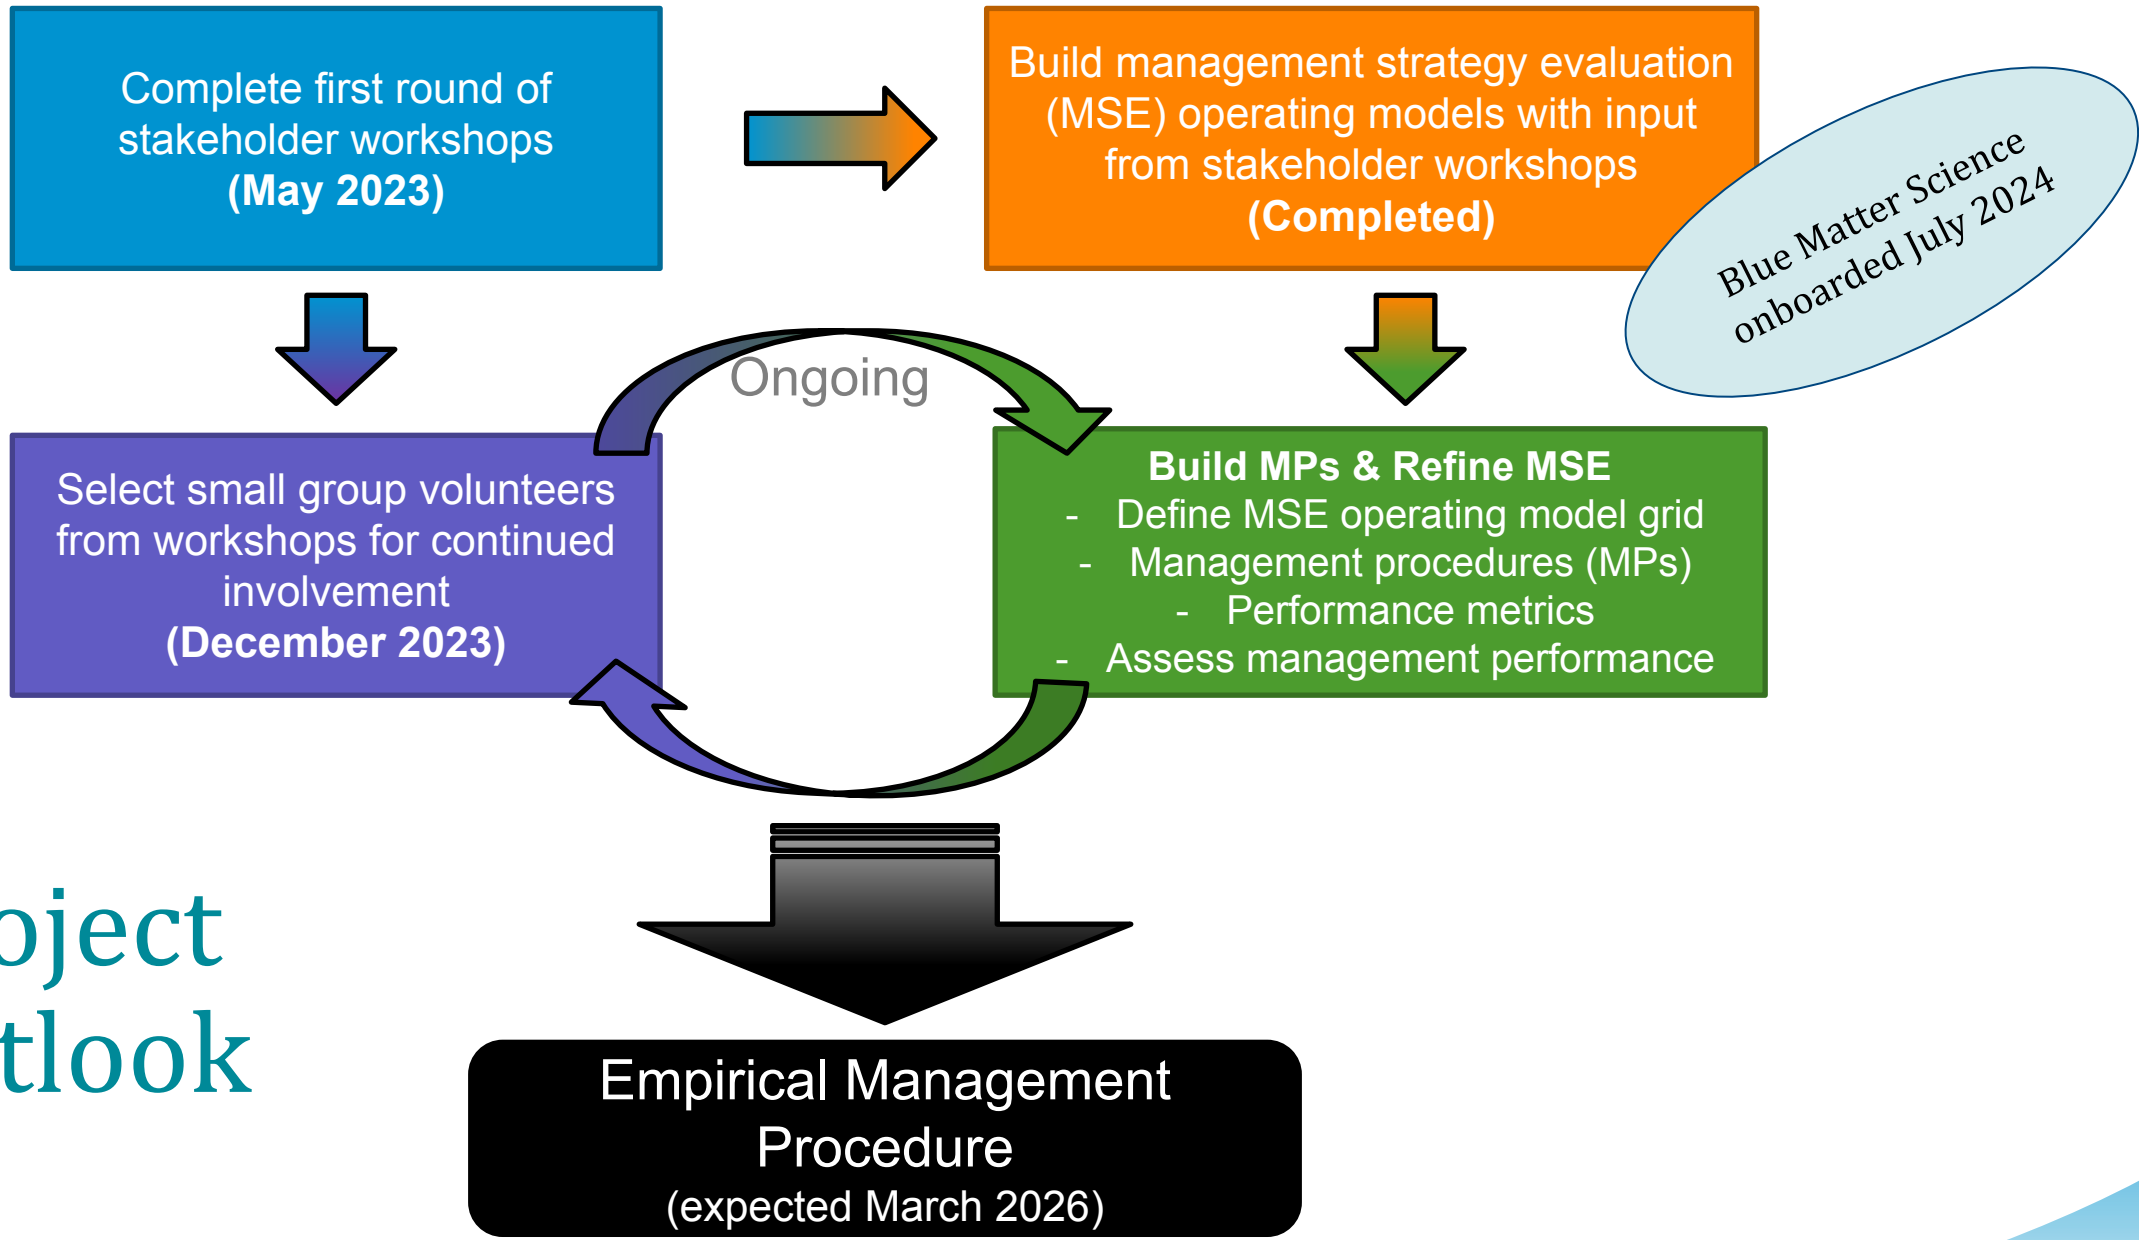 Complete first round of
stakeholder workshops
(May 2023)
Build management strategy evaluation
(MSE) operating models with input
from stakeholder workshops
(Completed)
Blue Matter Science
onboarded July 2024
Ongoing
Select small group volunteers
from workshops for continued
involvement
(December 2023)
Build MPs & Refine MSE
- Define MSE operating model grid
- Management procedures (MPs)
- Performance metrics
- Assess management performance
oject
tlook
Empirical Management
Procedure
(expected March 2026)